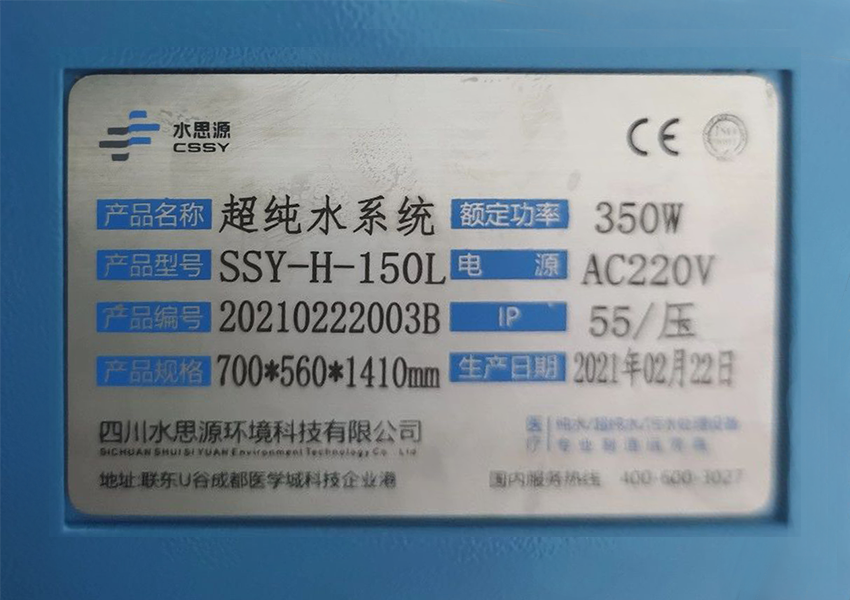 水思源
CSSY
CE
产品名称 超纯水系统 额定功率 350W
产品型号 SSY-H-150L 电 源 AC220V
产品编号 20210222003B IP 55/压
产品规格 700*560*1410mm 生产日期 2021年02月22日
四川水思源环境科技有限公司
SICHUAN SHUI SI YUAN Environment Technology Co Ltd
医疗
地址:联东U谷成都医学城科技企业港
国内服务热线 400-600-3027